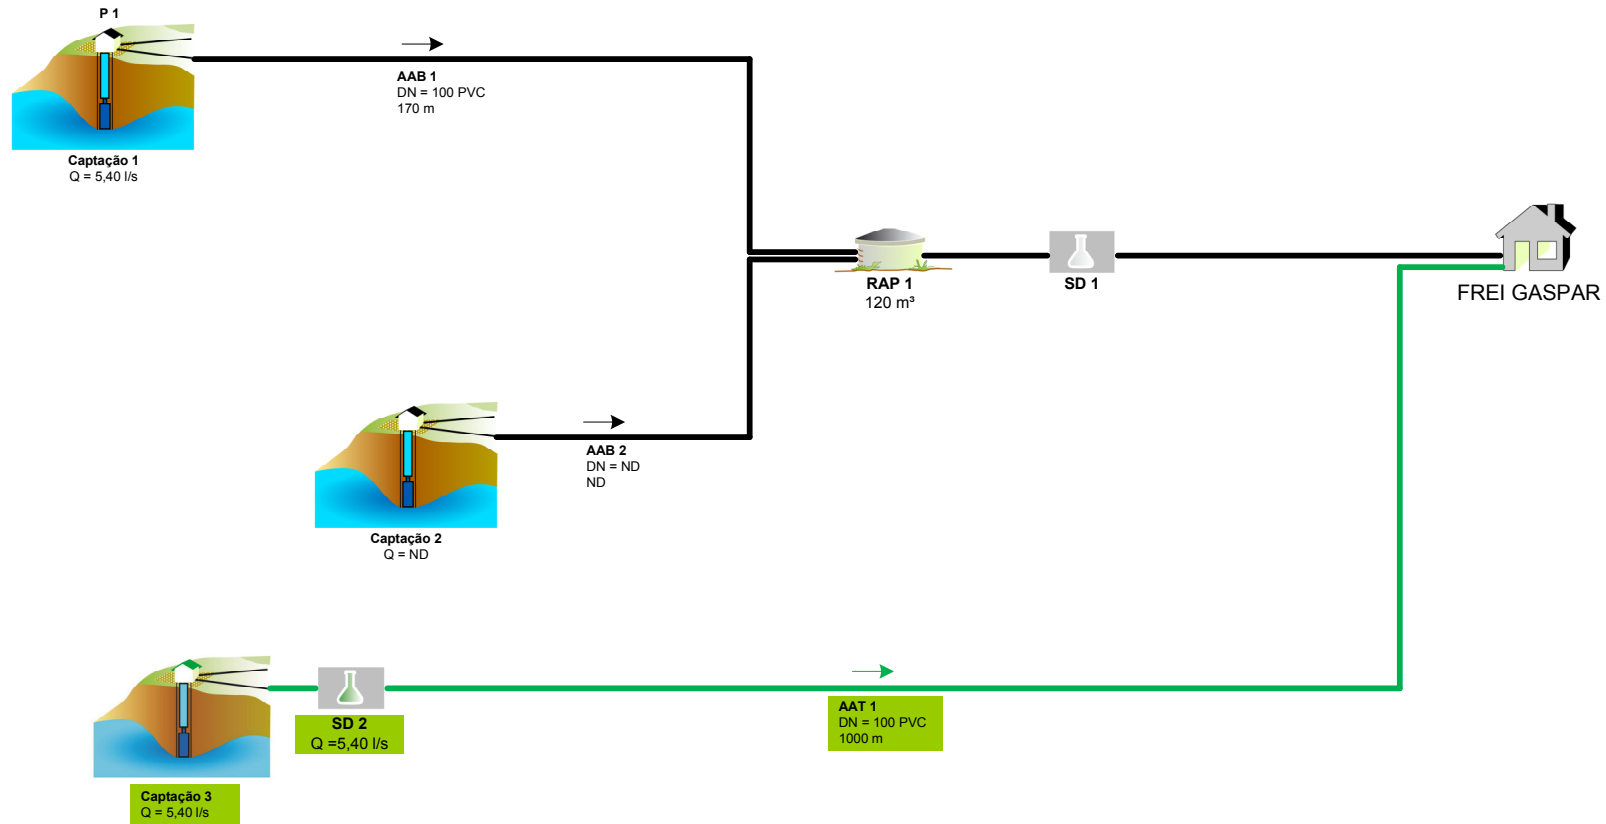 P 1
AAB 1
DN = 100 PVC
170 m
Captação 1
Q = 5,40 l/s
RAP 1
120 m³
SD 1
FREI GASPAR
AAB 2
DN = ND
ND
Captação 2
Q = ND
SD 2
Q =5,40 l/s
AAT 1
DN = 100 PVC
1000 m
Captação 3
Q = 5,40 l/s